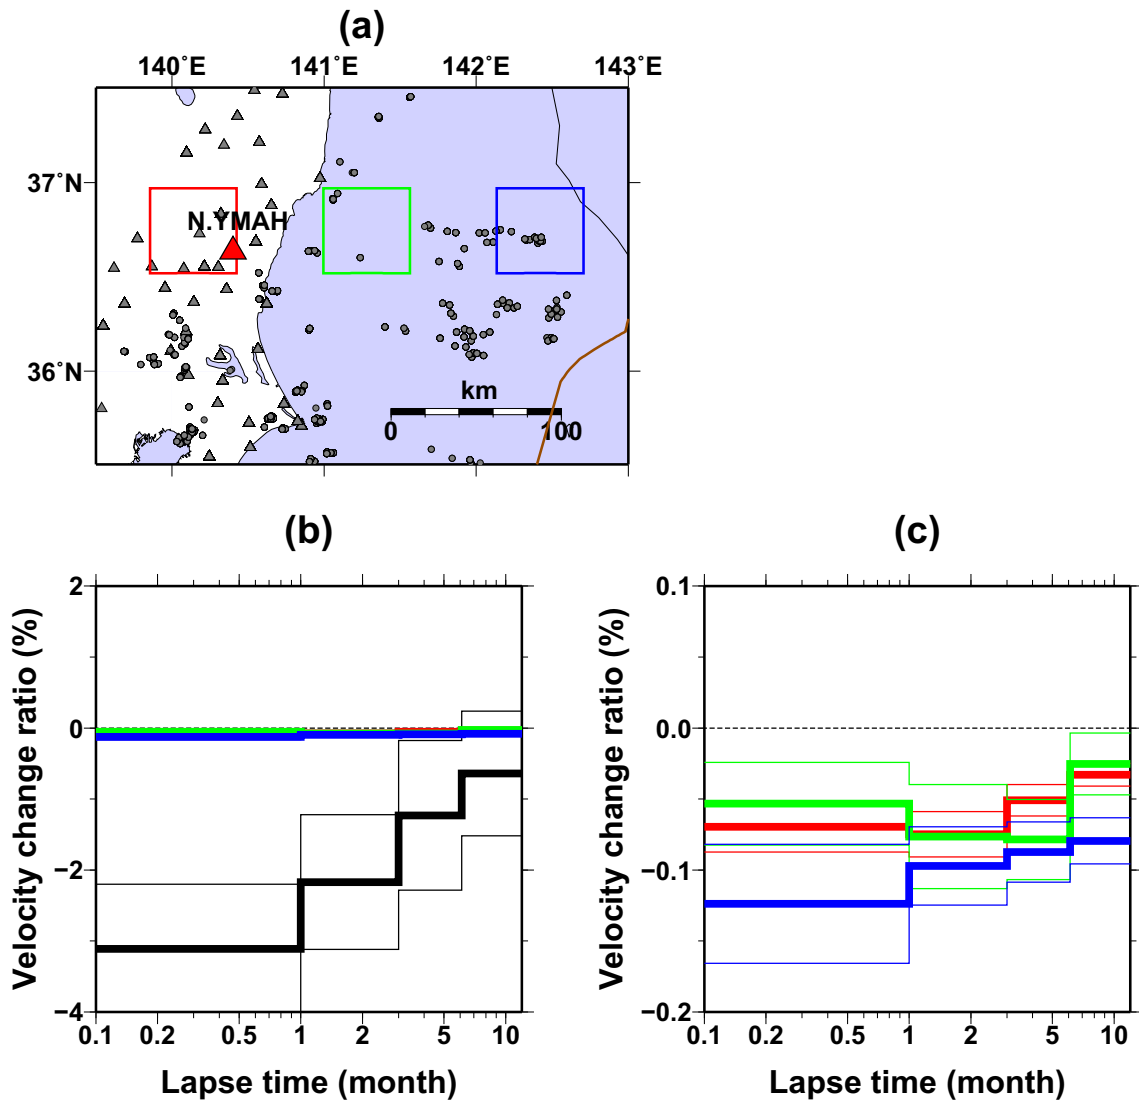 (a)
140˚E 141˚E 142˚E 143˚E
37˚N
N.YMAH
36˚N
km
0 100
(b) (c)
2
0
−2
−4
Velocity change ratio (%)
0.1 0.2 0.5 1 2 5 10
Lapse time (month)
0.1
0.0
−0.1
−0.2
Velocity change ratio (%)
0.1 0.2 0.5 1 2 5 10
Lapse time (month)